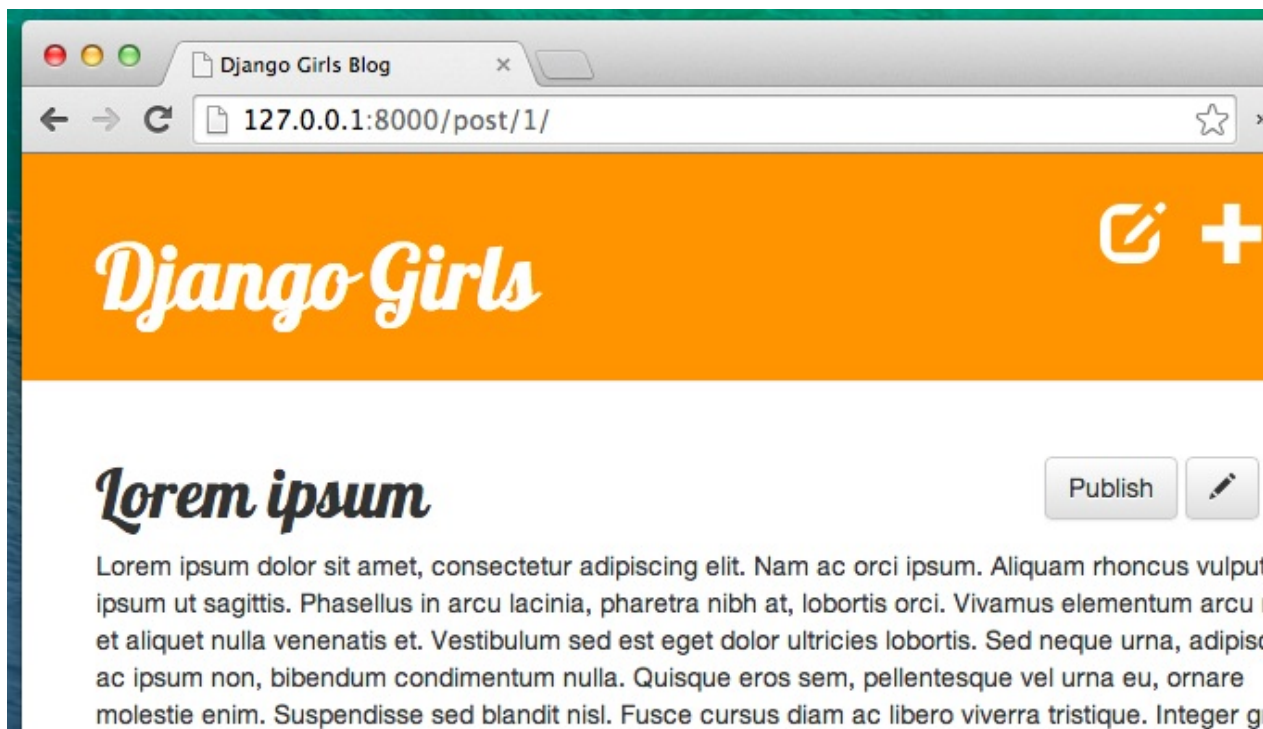 Django Girls Blog
127.0.0.1:8000/post/1/
Django Girls
Lorem ipsum
Publish
Lorem ipsum dolor sit amet, consectetur adipiscing elit. Nam ac orci ipsum. Aliquam rhoncus
ipsum ut sagittis. Phasellus in arcu lacinia, pharetra nibh at, lobortis orci. Vivamus elementum arcu
et aliquet nulla venenatis et. Vestibulum sed est eget dolor ultricies lobortis. Sed neque urna,
ac ipsum non, bibendum condimentum nulla. Quisque eros sem, pellentesque vel urna eu, ornare
molestie enim. Suspendisse sed blandit nisl. Fusce cursus diam ac libero viverra tristique. Integer